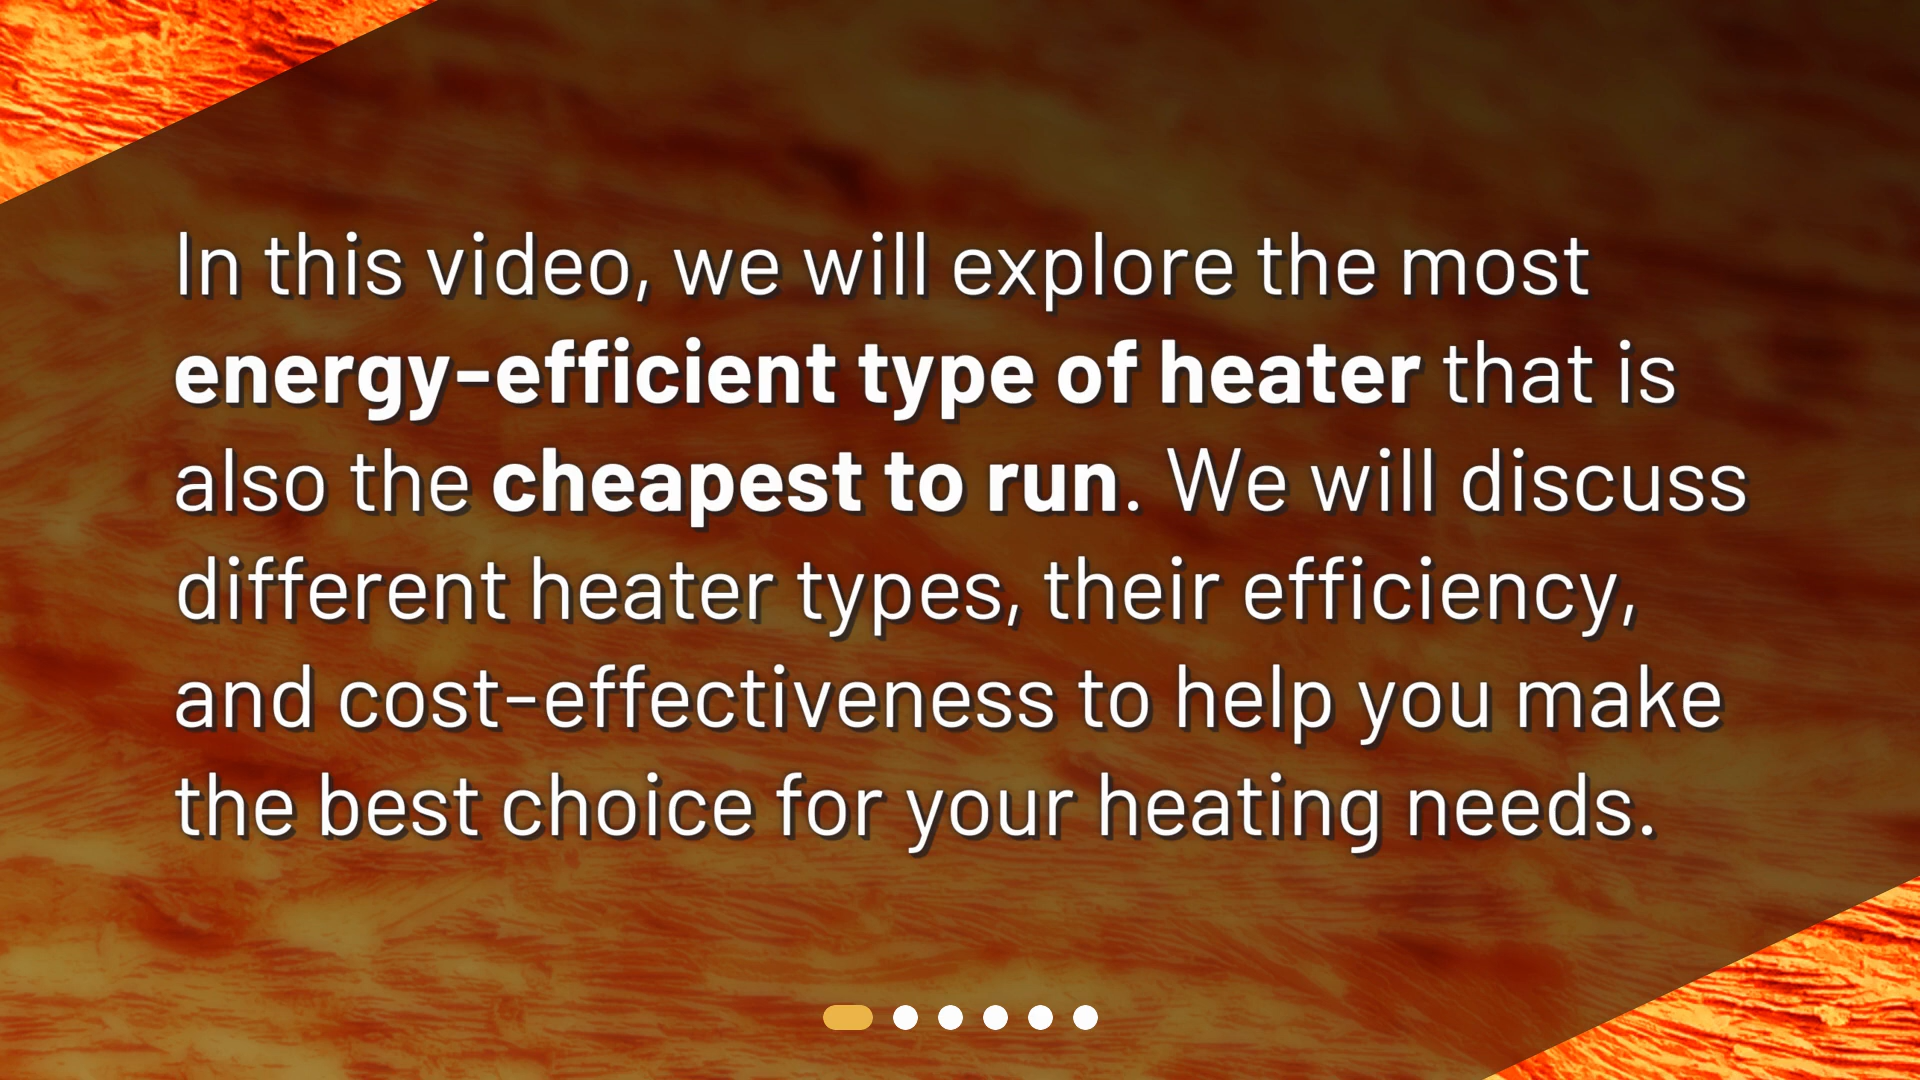 In this video, we will explore the most
energy-efficient type of heater that is
also the cheapest to run. We will discuss
different heater types, their efficiency,
and cost-effectiveness to help you make
the best choice for your heating needs.